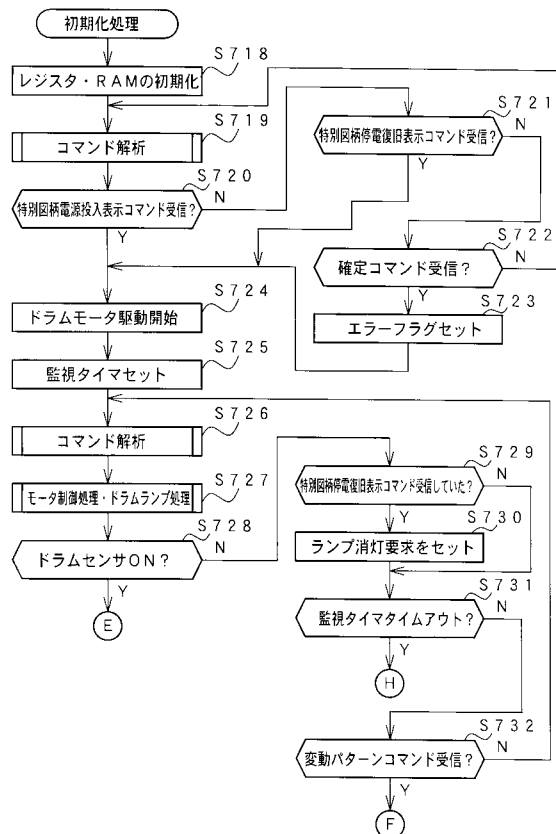 初期化処理
S718
レジスタ・RAMの初期化
S719
コマンド解析
S720
特別図柄電源投入表示コマンド受信?
N
Y
S721
特別図柄停電復旧表示コマンド受信?
N
Y
S722
確定コマンド受信?
N
Y
S723
エラーフラグセット
S724
ドラムモータ駆動開始
S725
監視タイマセット
S726
コマンド解析
S727
モータ制御処理・ドラムランプ処理
S728
ドラムセンサON?
N
Y
E
S729
特別図柄停電復旧表示コマンド受信していた?
N
Y
S730
ランプ消灯要求をセット
S731
監視タイマタイムアウト?
N
Y
H
S732
変動パターンコマンド受信?
N
Y
F